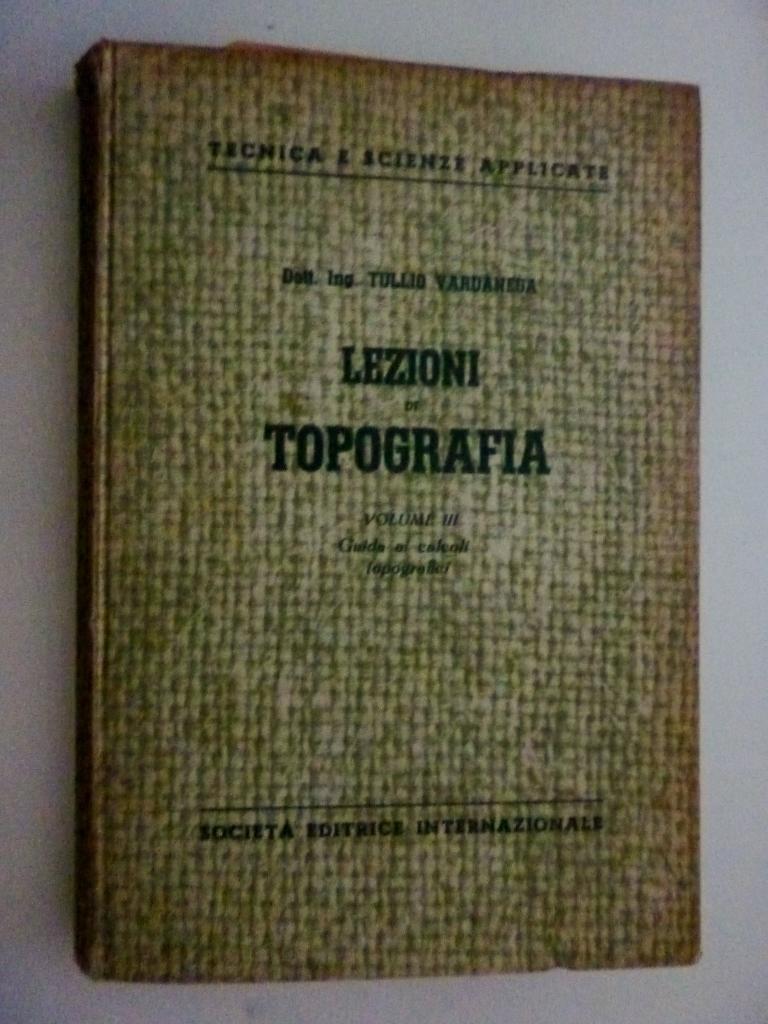 TECNICA E SCIENZE APPLICATE
Dott. Ing. TULLIO VARDANEGA
LEZIONI
DI
TOPOGRAFIA
VOLUME III
Guida ai calcoli
topografici
SOCIETÀ EDITRICE INTERNAZIONALE